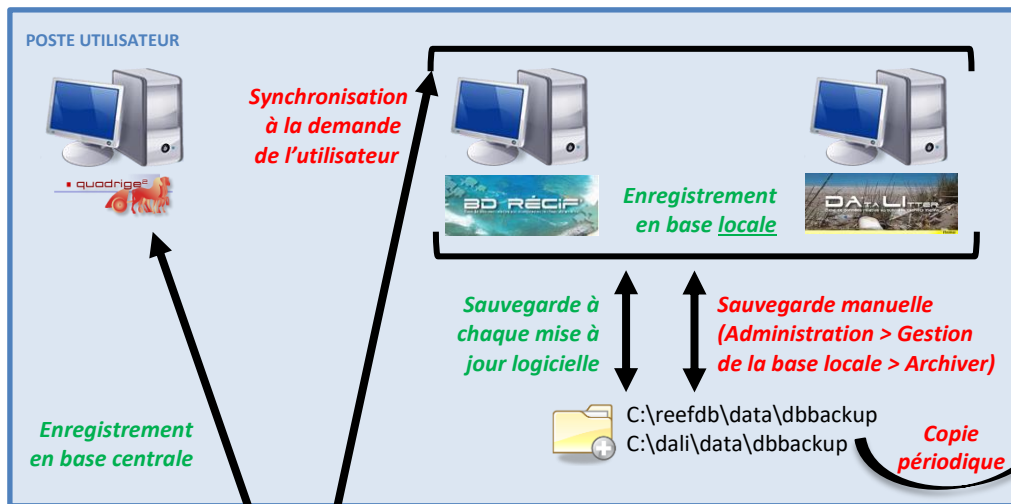 POSTE UTILISATEUR
Synchronisation
à la demande
de l’utilisateur
quadrige²
BD RÉCIF
DATA LITTER
Enregistrement
en base locale
Sauvegarde à
chaque mise à
jour logicielle
Sauvegarde manuelle
(Administration > Gestion
de la base locale > Archiver)
Enregistrement
en base centrale
C:\reefdb\data\dbbackup
C:\dali\data\dbbackup
Copie
périodique